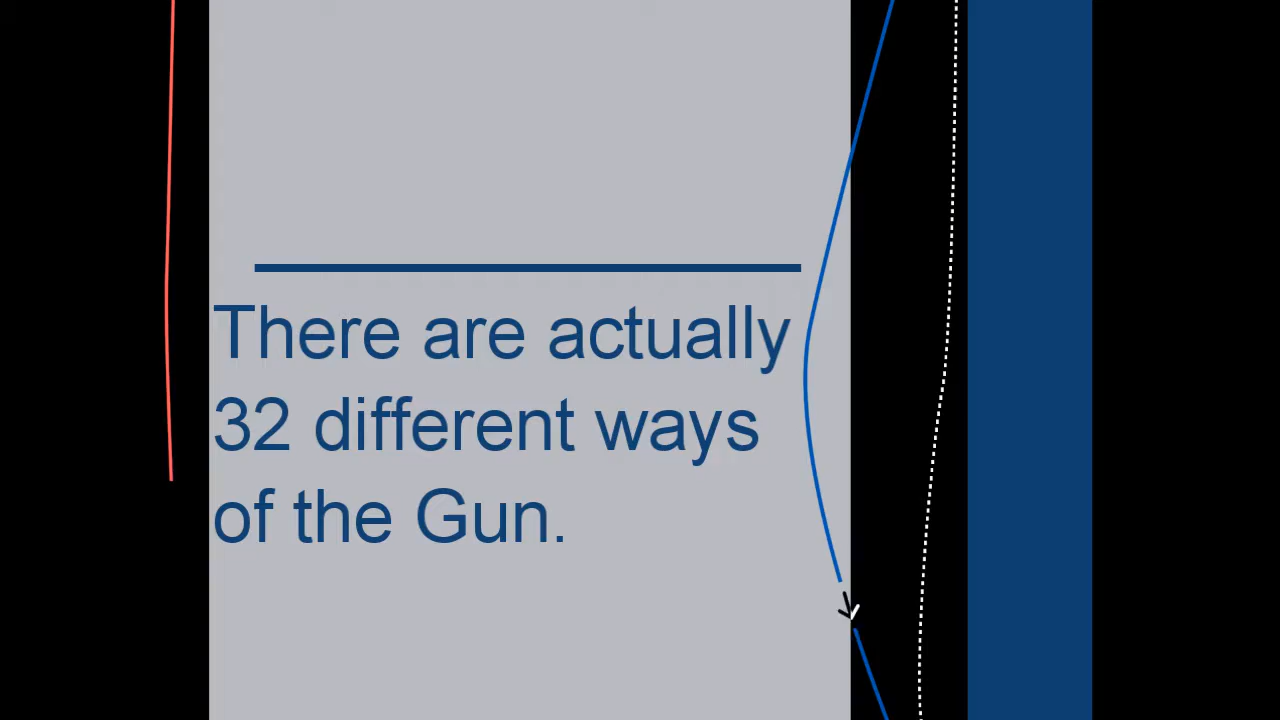 There are actually
32 different ways
of the Gun.